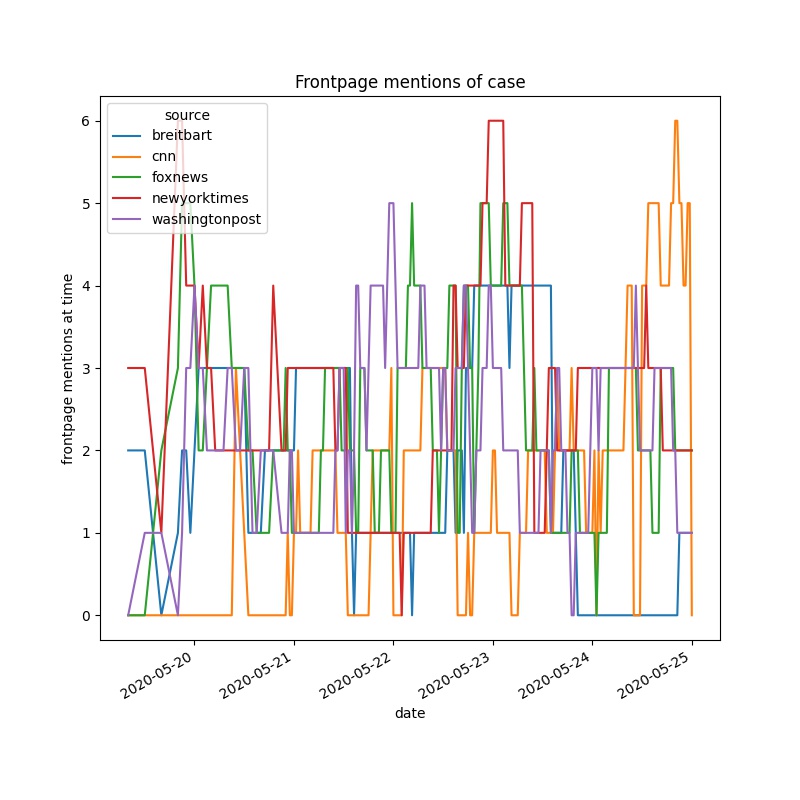 Frontpage mentions of case
source
breitbart
cnn
foxnews
newyorktimes
washingtonpost
frontpage mentions at time
6
5
4
3
2
1
0
2020-05-20
2020-05-21
2020-05-22
2020-05-23
2020-05-24
2020-05-25
date